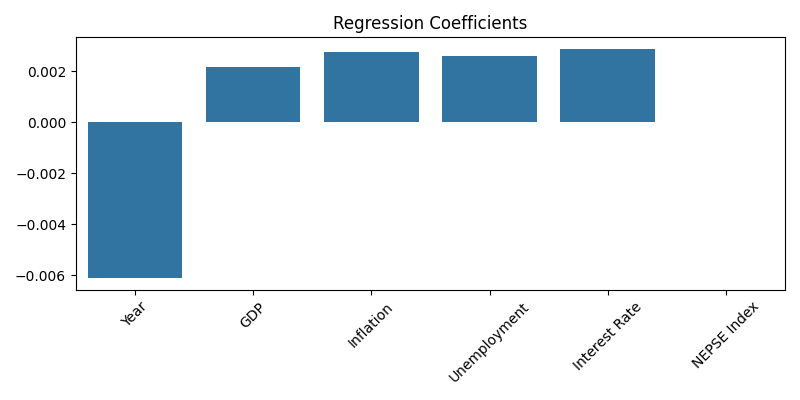 Regression Coefficients
0.002
0.000
−0.002
−0.004
−0.006
Year
GDP
Inflation
Unemployment
Interest Rate
NEPSE Index